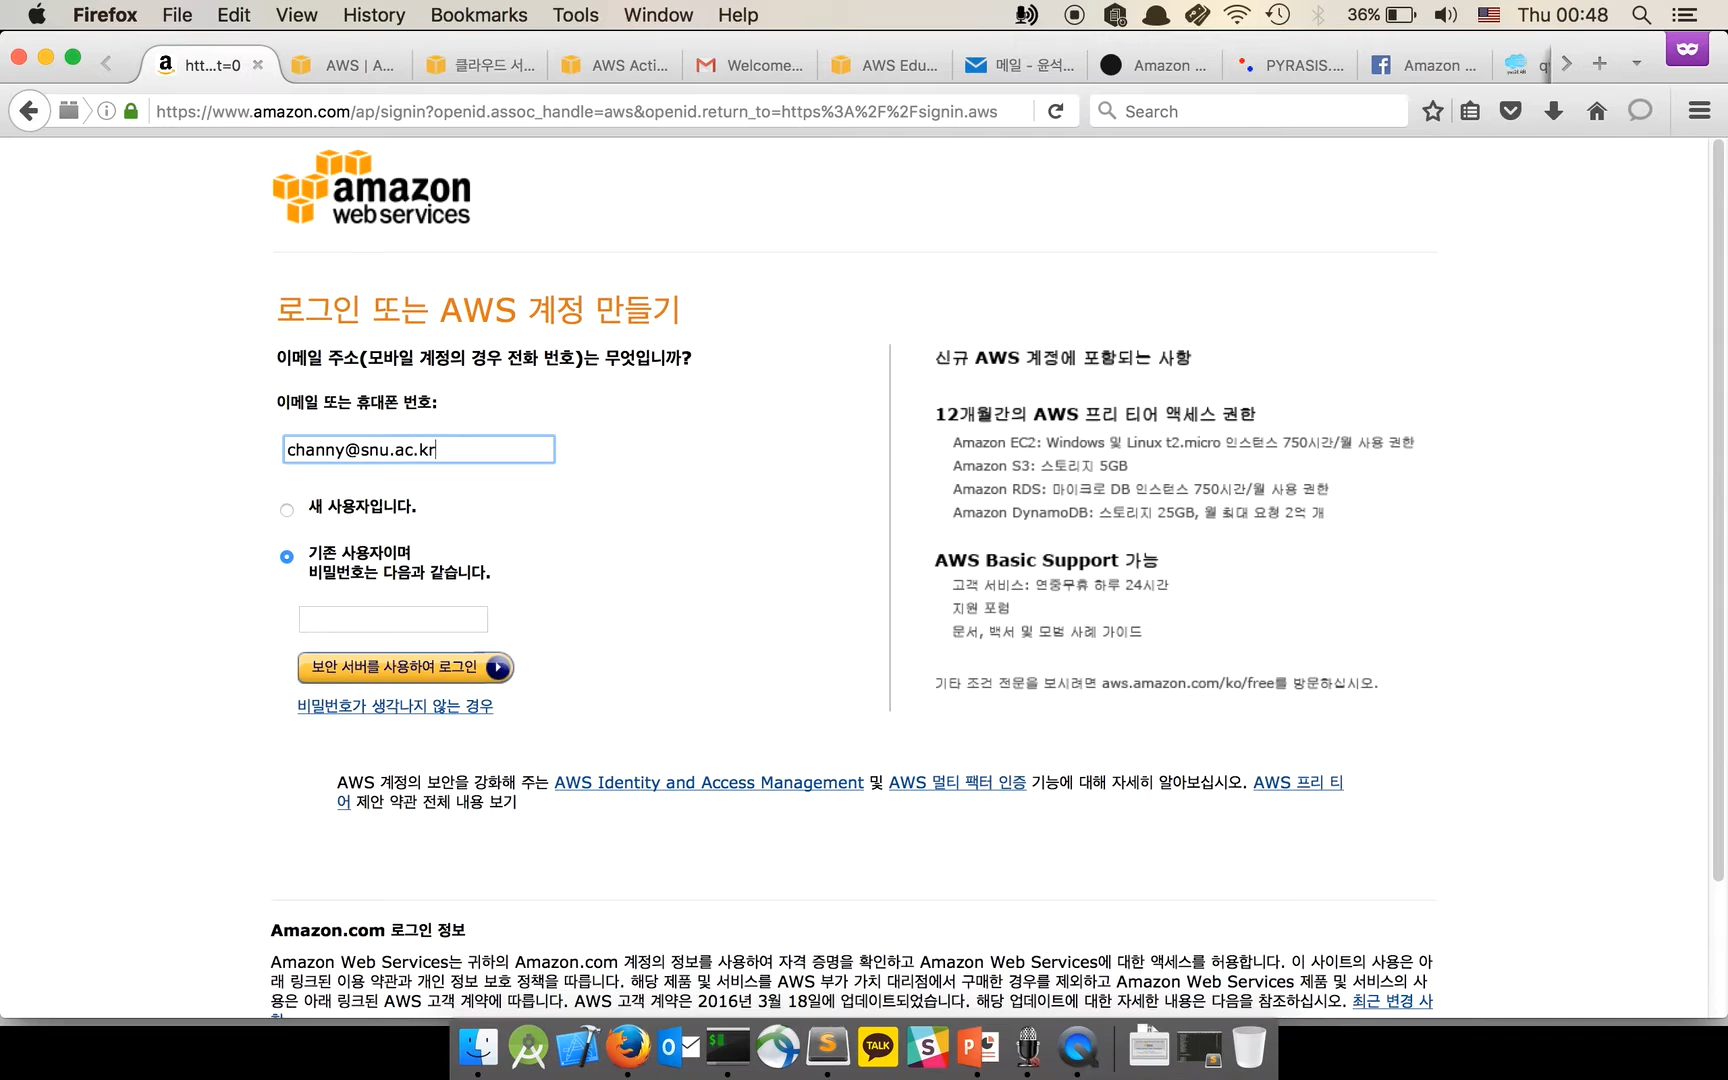 Firefox File Edit View History Bookmarks Tools Window Help 36% Thu 00:48
htt...t=0 AWS | A... 클라우드 서... AWS Acti... Welcome... AWS Edu... 메일 - 윤석... Amazon ... PYRASIS.... Amazon ...
https://www.amazon.com/ap/signin?openid.assoc_handle=aws&openid.return_to=https%3A%2F%2Fsignin.aws Search
amazon
web services
로그인 또는 AWS 계정 만들기
이메일 주소(모바일 계정의 경우 전화 번호)는 무엇입니까?
이메일 또는 휴대폰 번호:
channy@snu.ac.kr
새 사용자입니다.
기존 사용자이며
비밀번호는 다음과 같습니다.
보안 서버를 사용하여 로그인
비밀번호가 생각나지 않는 경우
신규 AWS 계정에 포함되는 사항
12개월간의 AWS 프리 티어 액세스 권한
Amazon EC2: Windows 및 Linux t2.micro 인스턴스 750시간/월 사용 권한
Amazon S3: 스토리지 5GB
Amazon RDS: 마이크로 DB 인스턴스 750시간/월 사용 권한
Amazon DynamoDB: 스토리지 25GB, 월 최대 요청 2억 개
AWS Basic Support 가능
고객 서비스: 연중무휴 하루 24시간
지원 포럼
문서, 백서 및 모범 사례 가이드
기타 조건 전문을 보시려면 aws.amazon.com/ko/free를 방문하십시오.
AWS 계정의 보안을 강화해 주는 AWS Identity and Access Management 및 AWS 멀티 팩터 인증 기능에 대해 자세히 알아보십시오. AWS 프리 티
어 제안 약관 전체 내용 보기
Amazon.com 로그인 정보
Amazon Web Services는 귀하의 Amazon.com 계정의 정보를 사용하여 자격 증명을 확인하고 Amazon Web Services에 대한 액세스를 허용합니다. 이 사이트의 사용은 아
래 링크된 이용 약관과 개인 정보 보호 정책을 따릅니다. 해당 제품 및 서비스를 AWS 부가 가치 대리점에서 구매한 경우를 제외하고 Amazon Web Services 제품 및 서비스의 사
용은 아래 링크된 AWS 고객 계약에 따릅니다. AWS 고객 계약은 2016년 3월 18일에 업데이트되었습니다. 해당 업데이트에 대한 자세한 내용은 다음을 참조하십시오. 최근 변경 사
TALK